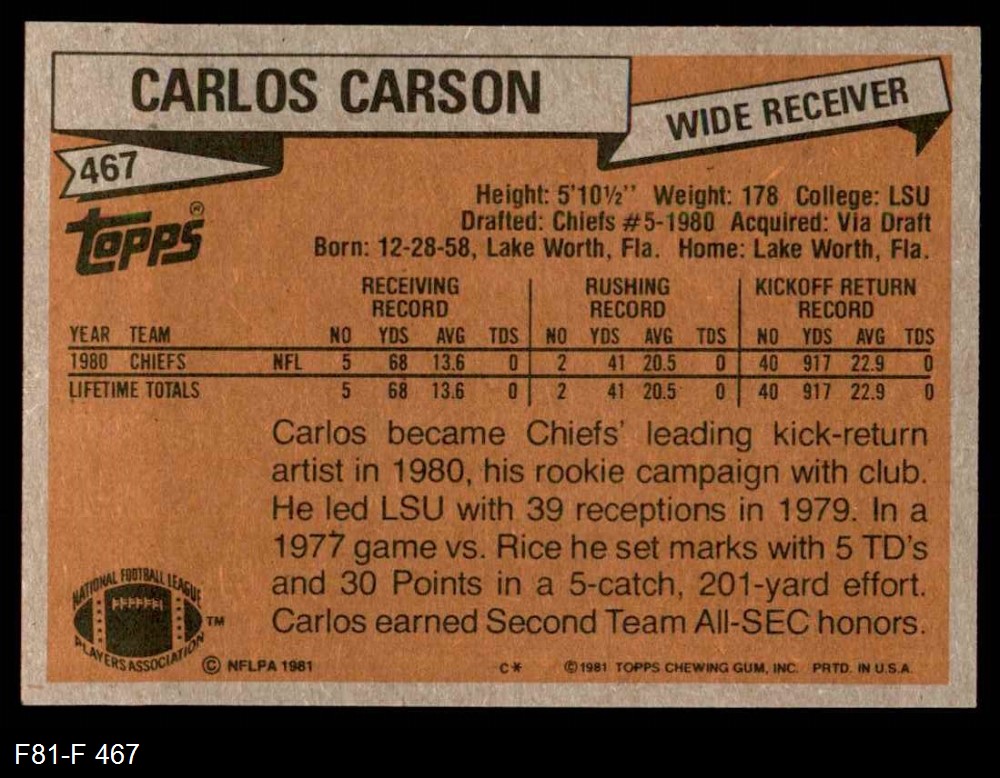 CARLOS CARSON
WIDE RECEIVER
467
Topps®
Height: 5'10½'' Weight: 178 College: LSU
Drafted: Chiefs #5-1980 Acquired: Via Draft
Born: 12-28-58, Lake Worth, Fla. Home: Lake Worth, Fla.
RECEIVING RECORD RUSHING RECORD KICKOFF RETURN RECORD
YEAR TEAM NO YDS AVG TDS NO YDS AVG TDS NO YDS AVG TDS
1980 CHIEFS NFL 5 68 13.6 0 2 41 20.5 0 40 917 22.9 0
LIFETIME TOTALS 5 68 13.6 0 2 41 20.5 0 40 917 22.9 0
Carlos became Chiefs' leading kick-return
artist in 1980, his rookie campaign with club.
He led LSU with 39 receptions in 1979. In a
1977 game vs. Rice he set marks with 5 TD's
and 30 Points in a 5-catch, 201-yard effort.
Carlos earned Second Team All-SEC honors.
NATIONAL FOOTBALL LEAGUE
PLAYERS ASSOCIATION
TM
© NFLPA 1981 C* © 1981 TOPPS CHEWING GUM, INC. PRTD. IN U.S.A.
F81-F 467